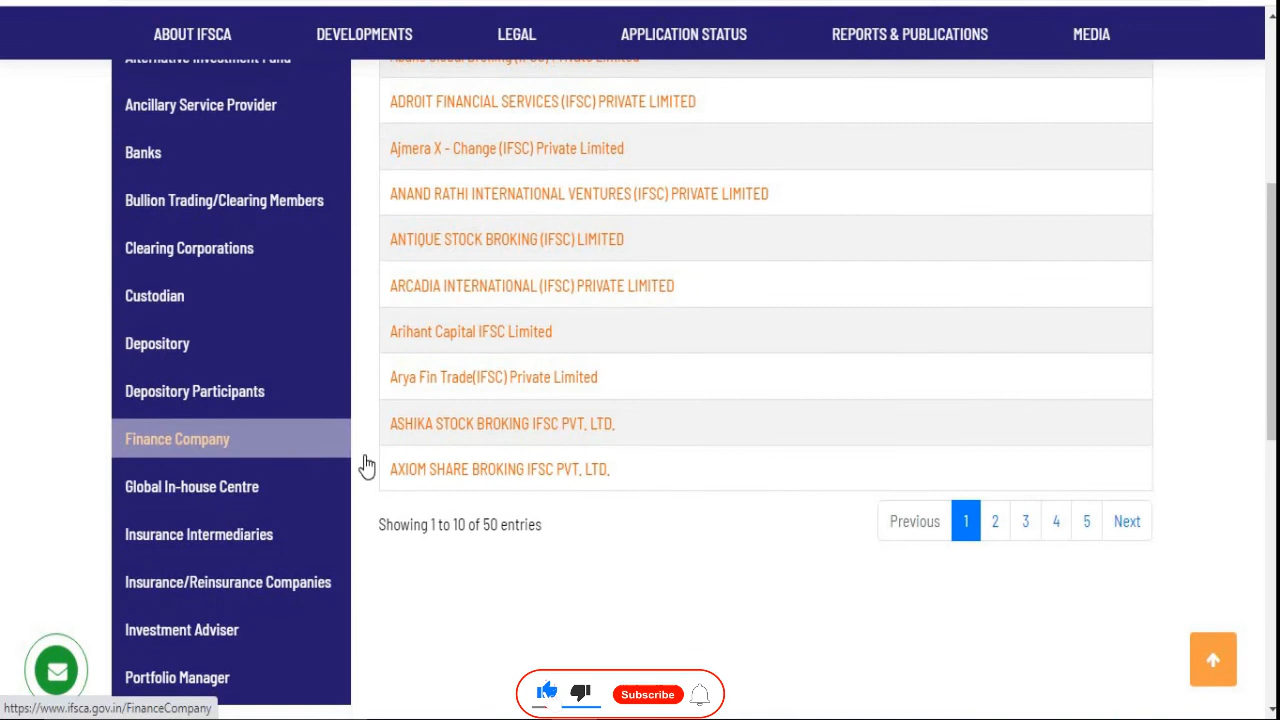 ABOUT IFSCA DEVELOPMENTS LEGAL APPLICATION STATUS REPORTS & PUBLICATIONS MEDIA
Alternative Investment Fund
Ancillary Service Provider
Banks
Bullion Trading/Clearing Members
Clearing Corporations
Custodian
Depository
Depository Participants
Finance Company
Global In-house Centre
Insurance Intermediaries
Insurance/Reinsurance Companies
Investment Adviser
Portfolio Manager
ADROIT FINANCIAL SERVICES (IFSC) PRIVATE LIMITED
Ajmera X - Change (IFSC) Private Limited
ANAND RATHI INTERNATIONAL VENTURES (IFSC) PRIVATE LIMITED
ANTIQUE STOCK BROKING (IFSC) LIMITED
ARCADIA INTERNATIONAL (IFSC) PRIVATE LIMITED
Arihant Capital IFSC Limited
Arya Fin Trade(IFSC) Private Limited
ASHIKA STOCK BROKING IFSC PVT. LTD.
AXIOM SHARE BROKING IFSC PVT. LTD.
Showing 1 to 10 of 50 entries
Previous 1 2 3 4 5 Next
Subscribe
https://www.ifsca.gov.in/FinanceCompany